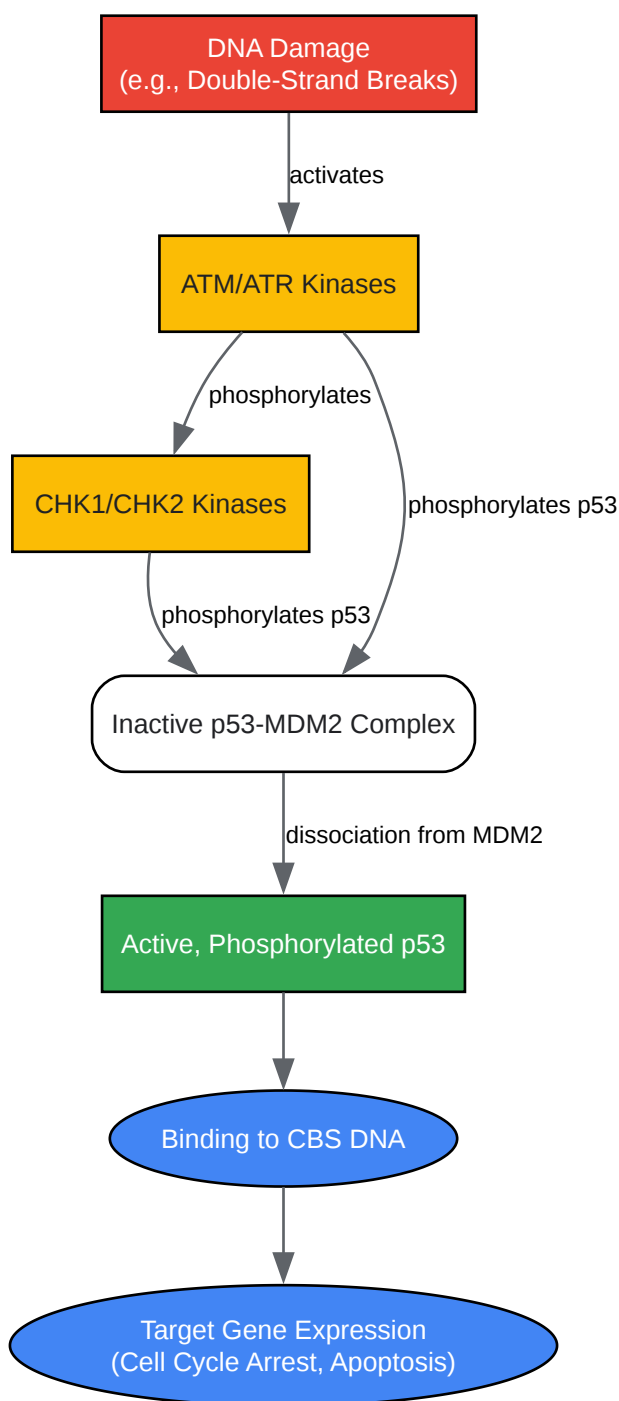 DNA Damage
(e.g., Double-Strand Breaks)
activates
ATM/ATR Kinases
phosphorylates
CHK1/CHK2 Kinases
phosphorylates p53
phosphorylates p53
Inactive p53-MDM2 Complex
dissociation from MDM2
Active, Phosphorylated p53
Binding to CBS DNA
Target Gene Expression
(Cell Cycle Arrest, Apoptosis)